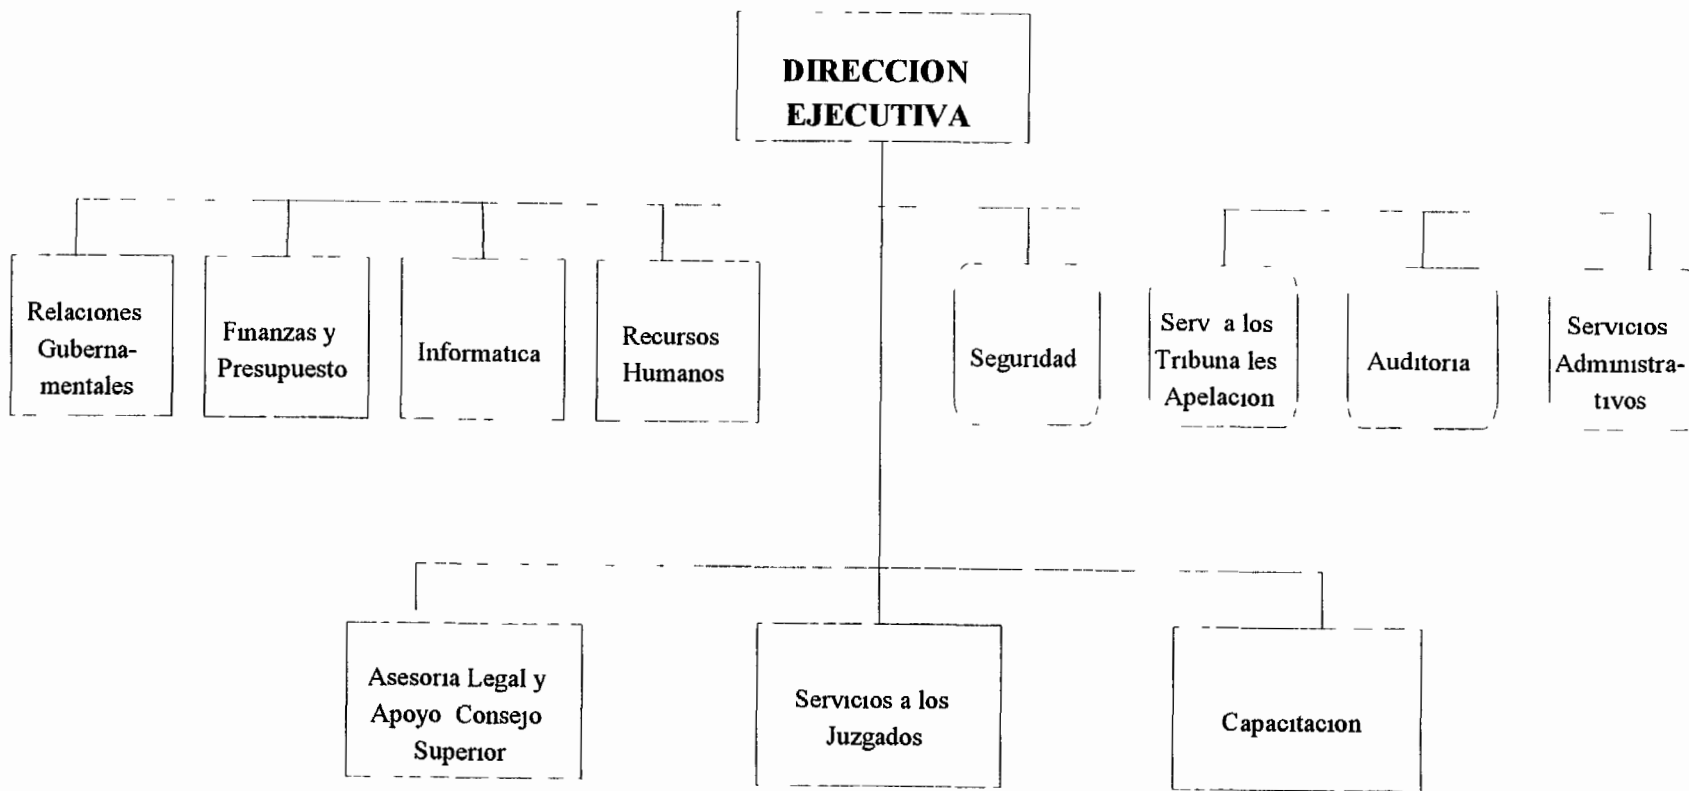 DIRECCION
EJECUTIVA
Relaciones
Guberna-
mentales
Finanzas y
Presupuesto
Informatica
Recursos
Humanos
Seguridad
Serv a los
Tribuna les
Apelacion
Auditoria
Servicios
Administra-
tivos
Asesoria Legal y
Apoyo Consejo
Superior
Servicios a los
Juzgados
Capacitacion